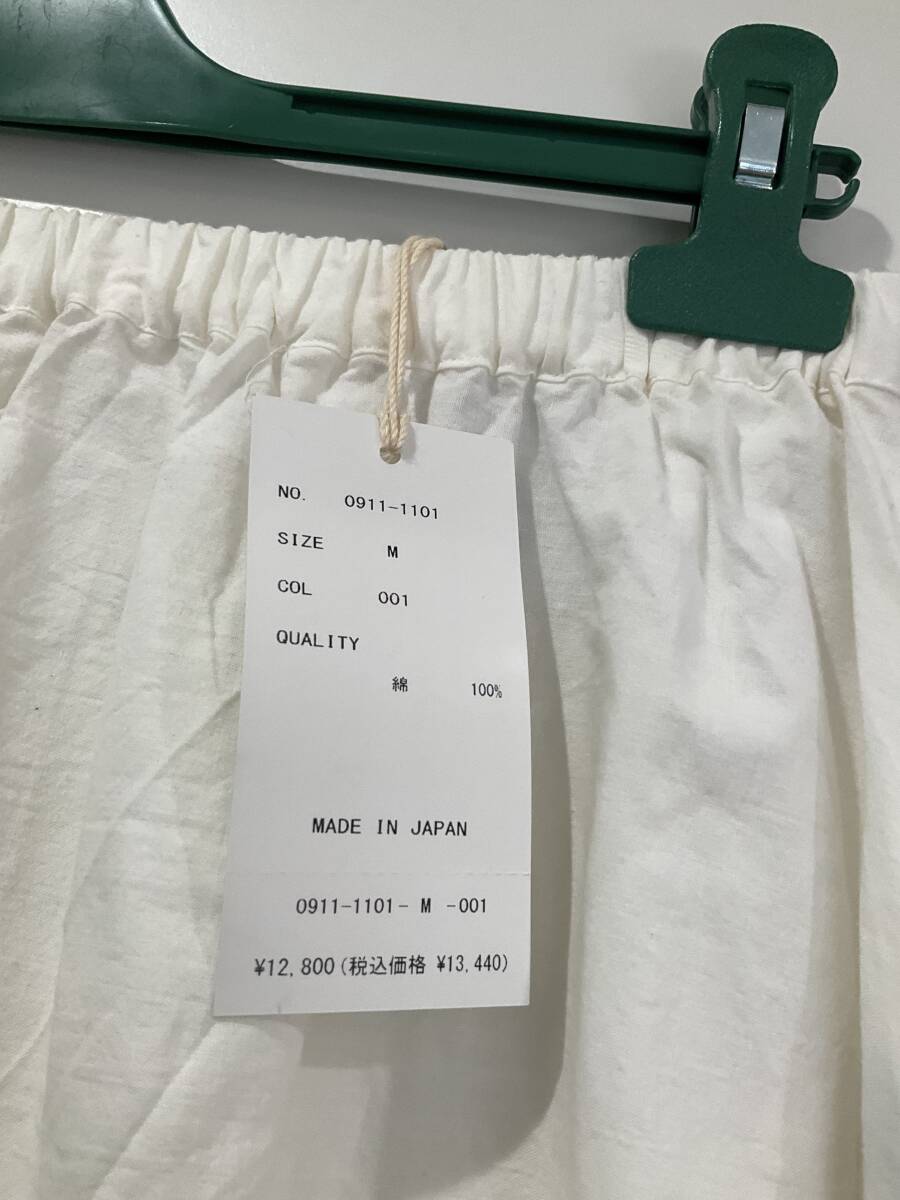 NO. 0911-1101
SIZE M
COL 001
QUALITY
綿 100%
MADE IN JAPAN
0911-1101- M -001
¥12,800(税込価格 ¥13,440)